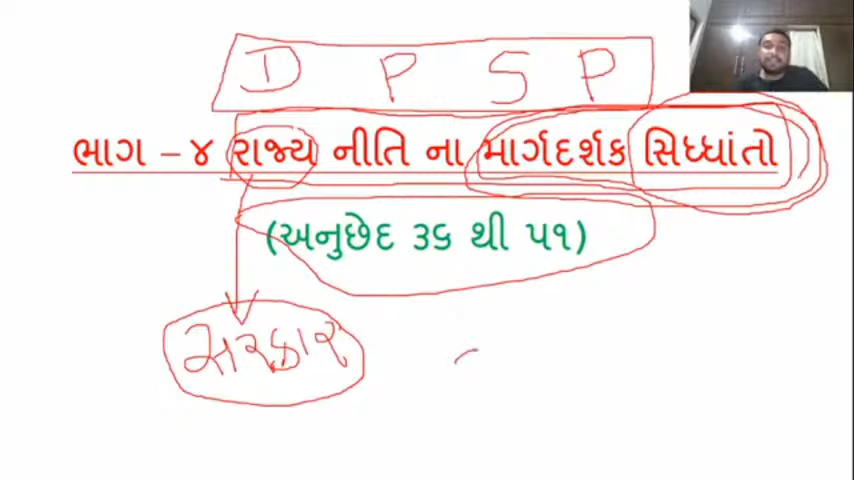 D P S P
ભાગ – ૪ રાજ્ય નીતિ ના માર્ગદર્શક સિધ્ધાંતો
(અનુછેદ ૩૬ થી ૫૧)
સરકાર